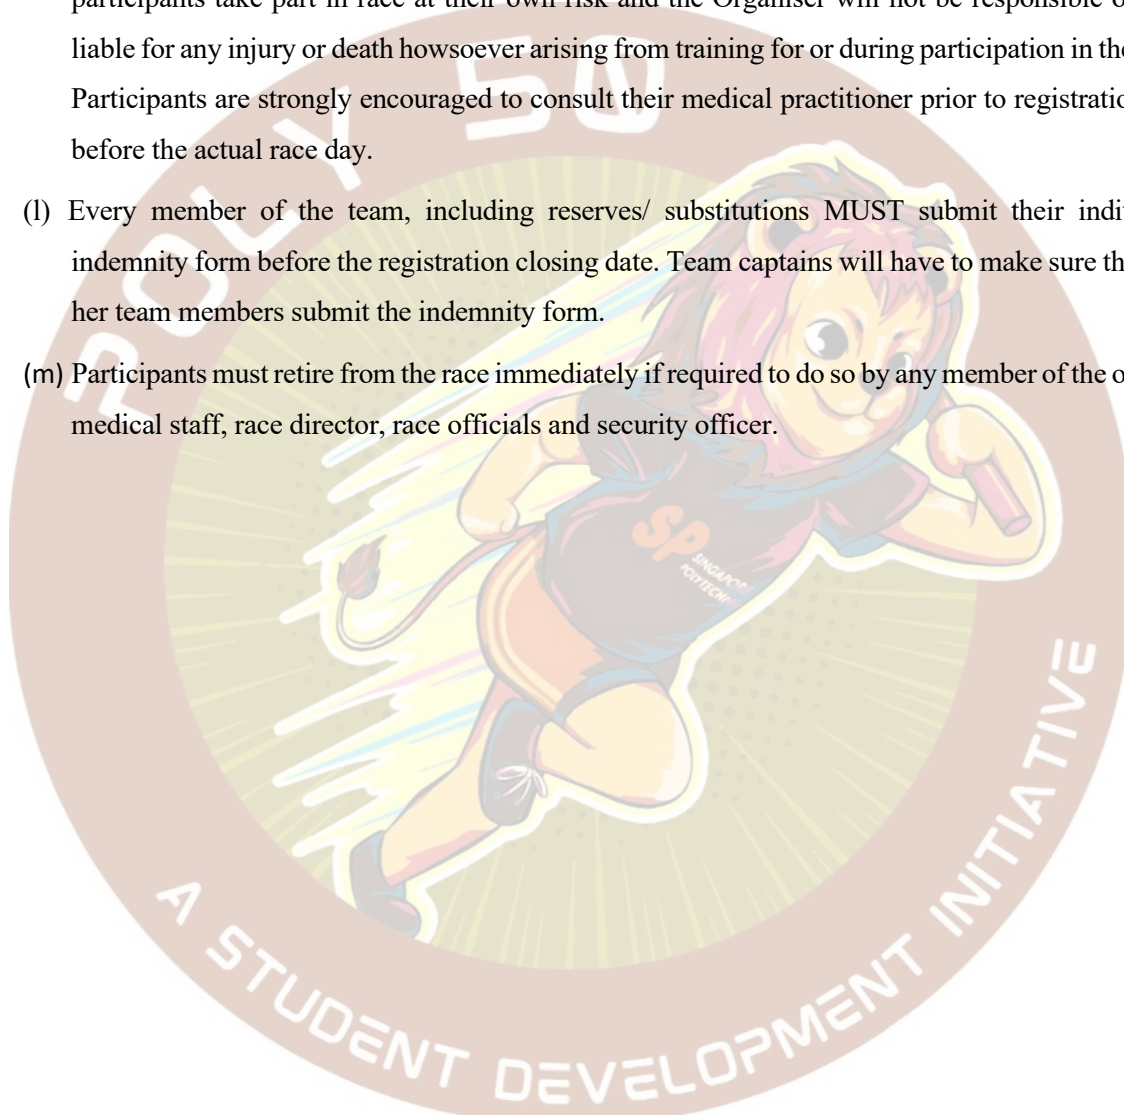 participants take part in race at their own risk and the Organiser will not be responsible
liable for any injury or death howsoever arising from training for or during participation in
Participants are strongly encouraged to consult their medical practitioner prior to
before the actual race day.
(l) Every member of the team, including reserves/ substitutions MUST submit their
indemnity form before the registration closing date. Team captains will have to make sure
her team members submit the indemnity form.
(m) Participants must retire from the race immediately if required to do so by any member of the
medical staff, race director, race officials and security officer.
POLY 50
SP
SINGAPORE
POLYTECHNIC
A STUDENT DEVELOPMENT INITIATIVE